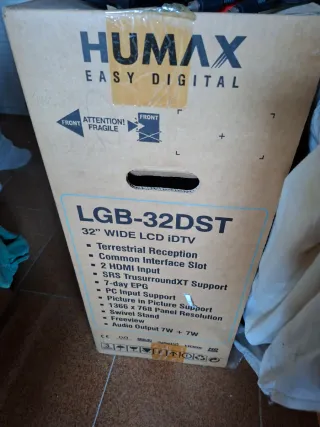 HUMAX
EASY DIGITAL
FRONT
ATTENTION!
FRAGILE
FRONT
LGB-32DST
32" WIDE LCD iDTV
• Terrestrial Reception
• Common Interface Slot
• 2 HDMI Input
• SRS TrusurroundXT Support
• 7-day EPG
• PC Input Support
• Picture in Picture Support
• 1366 x 768 Panel Resolution
• Swivel Stand
• Freeview
• Audio Output 7W + 7W